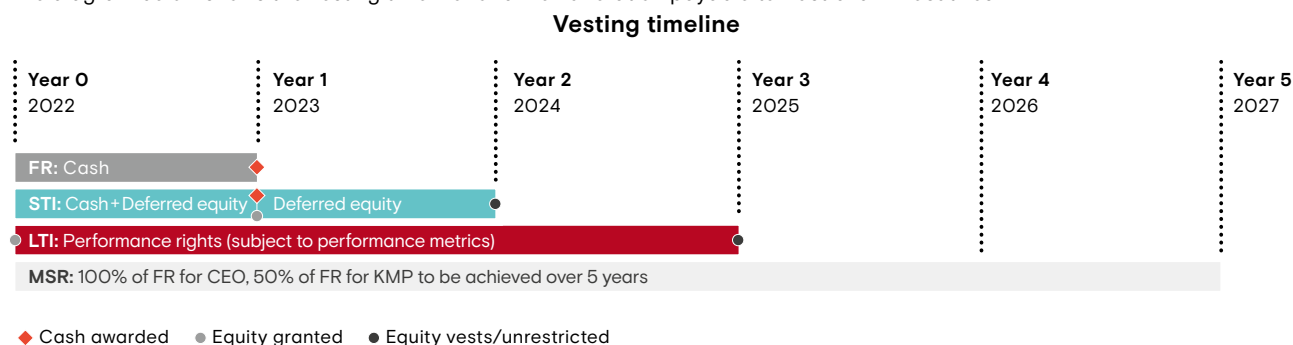 Vesting timeline
Year 0
2022
Year 1
2023
Year 2
2024
Year 3
2025
Year 4
2026
Year 5
2027
FR: Cash
STI: Cash+Deferred equity
Deferred equity
LTI: Performance rights (subject to performance metrics)
MSR: 100% of FR for CEO, 50% of FR for KMP to be achieved over 5 years
Cash awarded
Equity granted
Equity vests/unrestricted